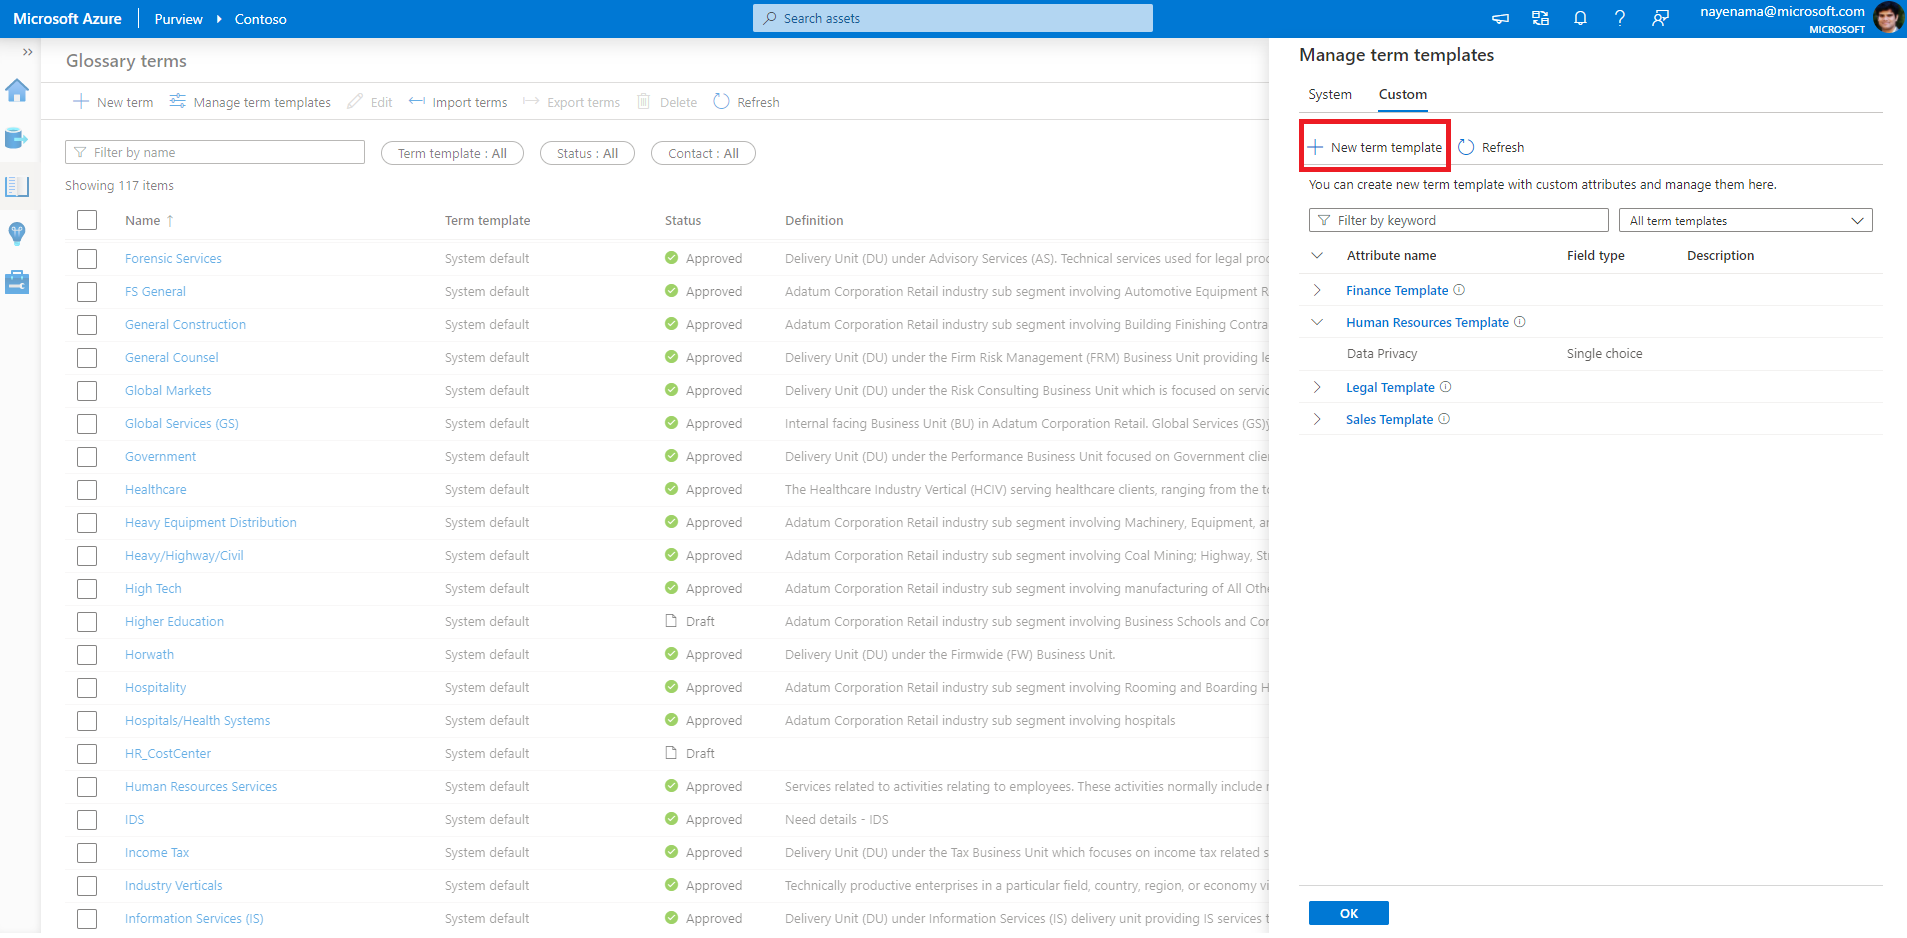 Microsoft Azure Purview Contoso Search assets nayenama@microsoft.com
MICROSOFT
Glossary terms
New term Manage term templates Edit Import terms Export terms Delete Refresh
Filter by name Term template : All Status : All Contact : All
Showing 117 items
Name ↑ Term template Status Definition
Forensic Services System default Approved Delivery Unit (DU) under Advisory Services (AS). Technical services used for legal
FS General System default Approved Adatum Corporation Retail industry sub segment involving Automotive Equipment
General Construction System default Approved Adatum Corporation Retail industry sub segment involving Building Finishing
General Counsel System default Approved Delivery Unit (DU) under the Firm Risk Management (FRM) Business Unit providing
Global Markets System default Approved Delivery Unit (DU) under the Risk Consulting Business Unit which is focused on
Global Services (GS) System default Approved Internal facing Business Unit (BU) in Adatum Corporation Retail. Global Services (GS)ÿ
Government System default Approved Delivery Unit (DU) under the Performance Business Unit focused on Government
Healthcare System default Approved The Healthcare Industry Vertical (HCIV) serving healthcare clients, ranging from the
Heavy Equipment Distribution System default Approved Adatum Corporation Retail industry sub segment involving Machinery, Equipment,
Heavy/Highway/Civil System default Approved Adatum Corporation Retail industry sub segment involving Coal Mining; Highway,
High Tech System default Approved Adatum Corporation Retail industry sub segment involving manufacturing of All
Higher Education System default Draft Adatum Corporation Retail industry sub segment involving Business Schools and
Horwath System default Approved Delivery Unit (DU) under the Firmwide (FW) Business Unit.
Hospitality System default Approved Adatum Corporation Retail industry sub segment involving Rooming and Boarding
Hospitals/Health Systems System default Approved Adatum Corporation Retail industry sub segment involving hospitals
HR_CostCenter System default Draft
Human Resources Services System default Approved Services related to activities relating to employees. These activities normally include
IDS System default Approved Need details - IDS
Income Tax System default Approved Delivery Unit (DU) under the Tax Business Unit which focuses on income tax related
Industry Verticals System default Approved Technically productive enterprises in a particular field, country, region, or economy
Information Services (IS) System default Approved Delivery Unit (DU) under Information Services (IS) delivery unit providing IS services
Manage term templates
System Custom
New term template Refresh
You can create new term template with custom attributes and manage them here.
Filter by keyword All term templates
Attribute name Field type Description
Finance Template
Human Resources Template
Data Privacy Single choice
Legal Template
Sales Template
OK